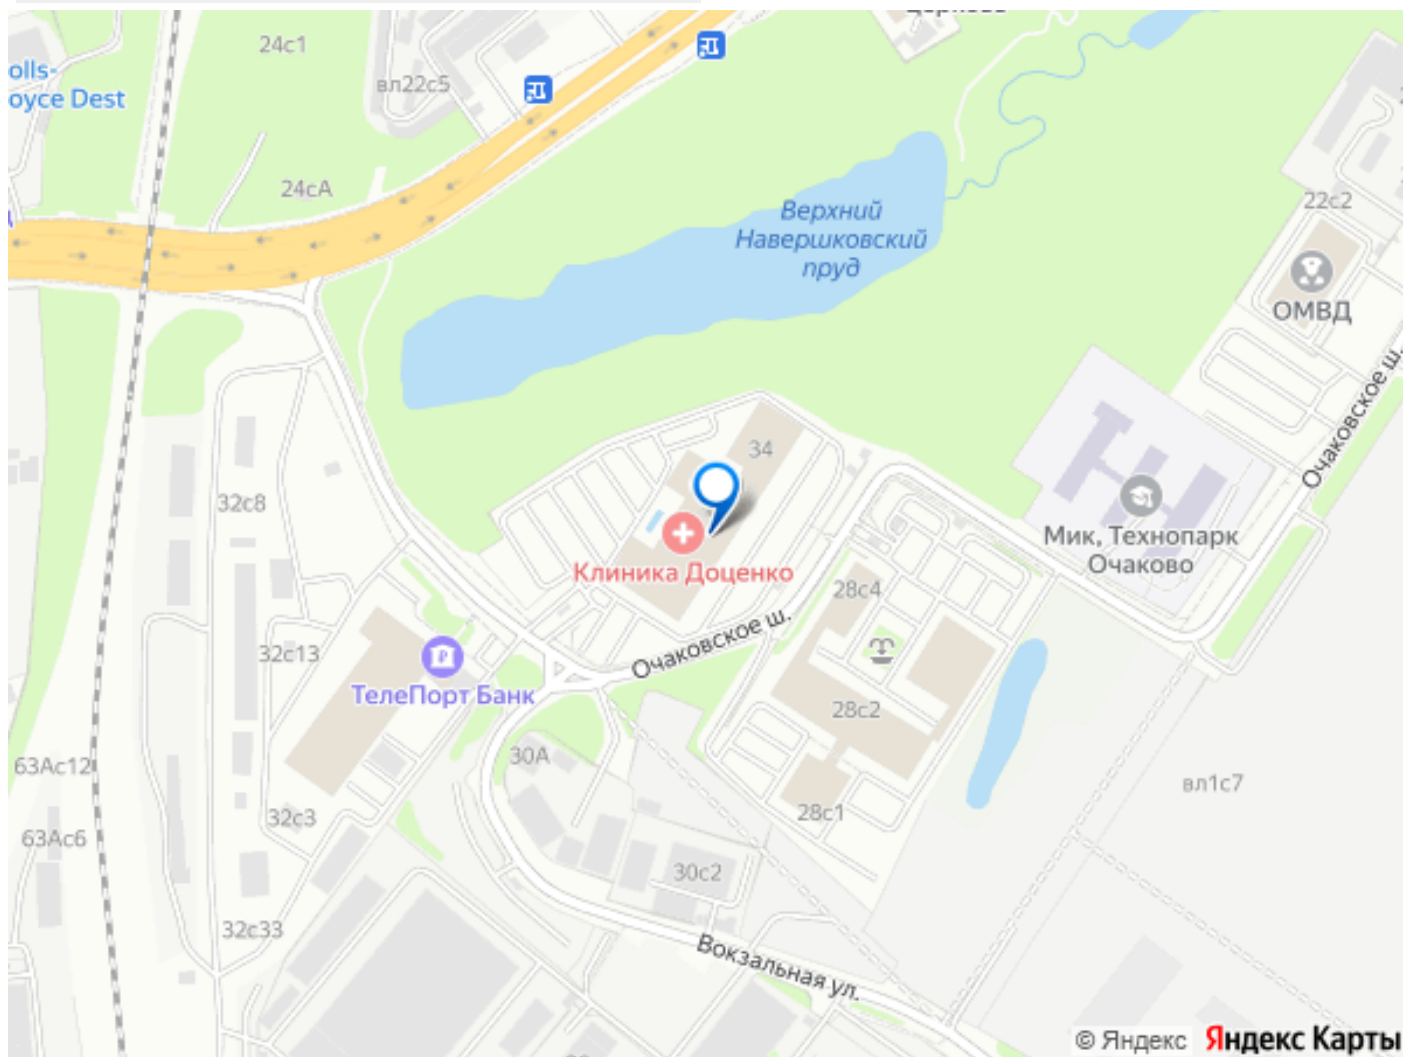 24с1
olls-
oyce Dest
вл22с5
24сА
Верхний
Навершковский
пруд
22с2
ОМВД
Очаковское ш.
34
32с8
Мик, Технопарк
Очаково
Клиника Доценко
28с4
Очаковское ш.
32с13
ТелеПорт Банк
28с2
30А
63Ас12
вл1с7
28с1
32с3
63Ас6
30с2
32с33
Вокзальная ул.
© Яндекс Яндекс Карты